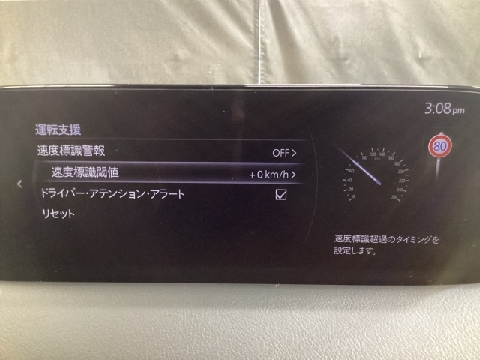 3:08pm
運転支援
速度標識警報 OFF>
速度標識閾値 +0km/h>
ドライバー・アテンション・アラート
リセット
80
速度標識超過のタイミングを
設定します。